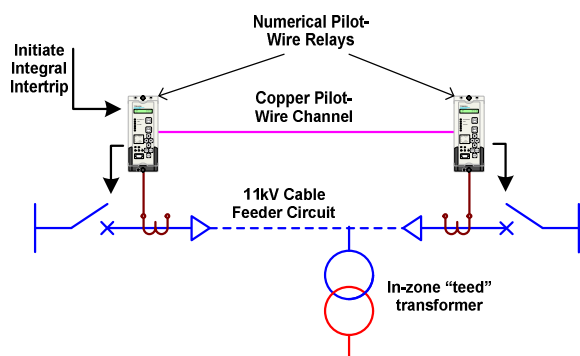 Numerical Pilot-
Wire Relays
Initiate
Integral
Intertrip
Copper Pilot-
Wire Channel
11kV Cable
Feeder Circuit
In-zone “teed”
transformer